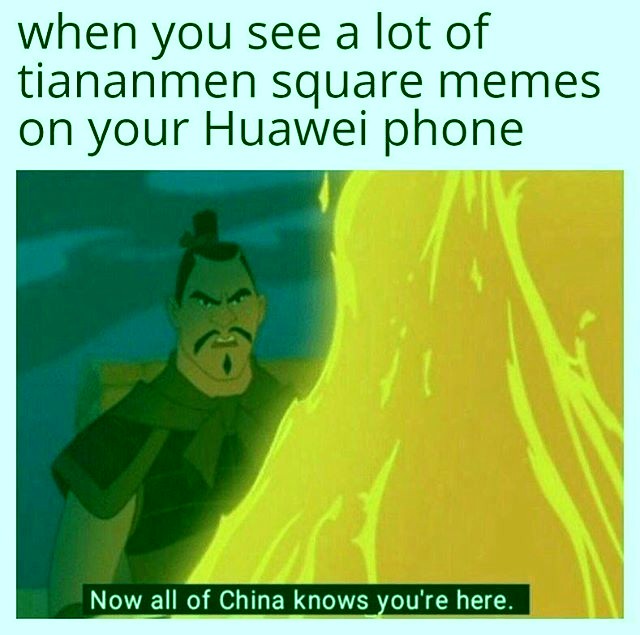 when you see a lot of
tiananmen square memes
on your Huawei phone
Now all of China knows you're here.